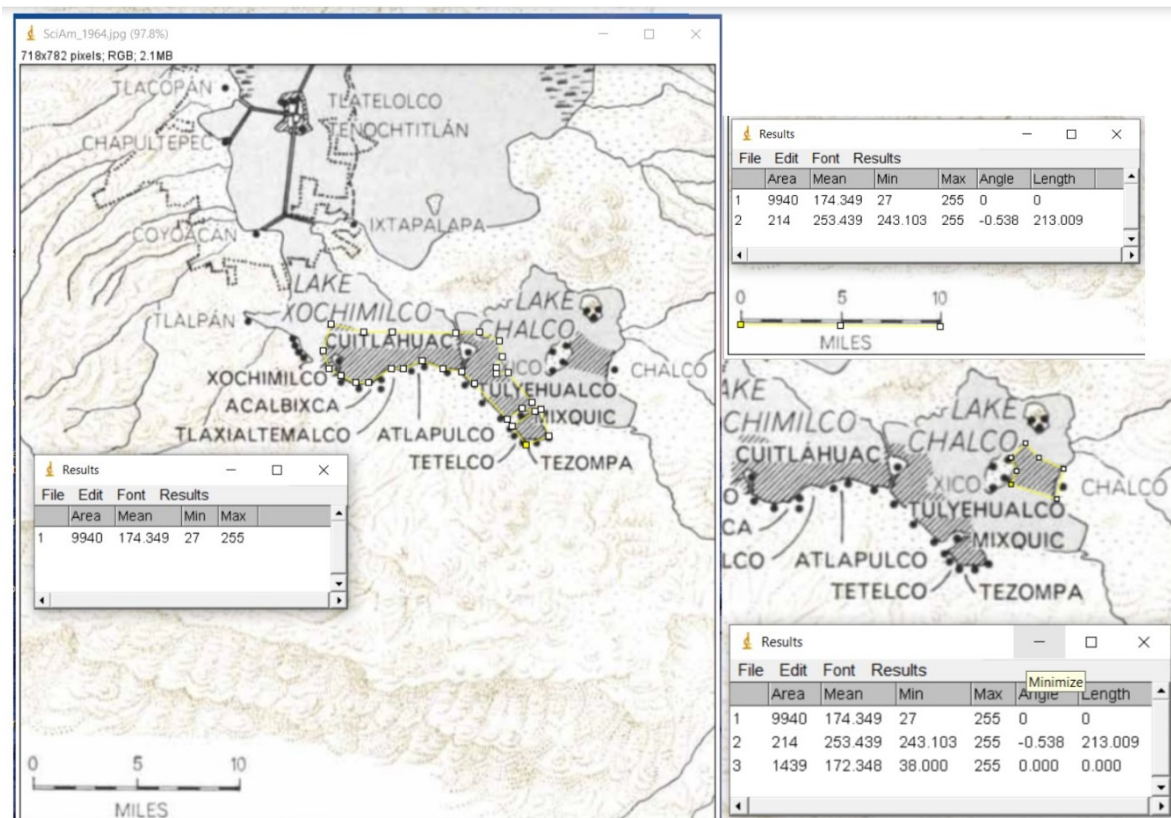 SciAm_1964.jpg (97.8%)
718x782 pixels; RGB; 2.1MB
TLACOPÁN
TLATELOLCO
TENOCHTITLÁN
CHAPULTEPEC
IXTAPALAPA
COYOACÁN
LAKE
XOCHIMILCO
LAKE
CHALCO
TLALPÁN
CUITLÁHUAC
XICO
CHALCO
XOCHIMILCO
TULYEHUALCO
ACALBIXCA
MIXQUIC
TLAXIALTEMALCO
ATLAPULCO
TETELCO
TEZOMPA
Results
File Edit Font Results
Area Mean Min Max
1 9940 174.349 27 255
0 5 10
MILES
Results
File Edit Font Results
Area Mean Min Max Angle Length
1 9940 174.349 27 255 0 0
2 214 253.439 243.103 255 -0.538 213.009
0 5 10
MILES
KE
CHIMILCO
LAKE
CHALCO
CUITLÁHUAC
XICO
CHALCO
O
TULYEHUALCO
CA
MIXQUIC
LCO
ATLAPULCO
TETELCO
TEZOMPA
Results
File Edit Font Results
Minimize
Area Mean Min Max Angle Length
1 9940 174.349 27 255 0 0
2 214 253.439 243.103 255 -0.538 213.009
3 1439 172.348 38.000 255 0.000 0.000